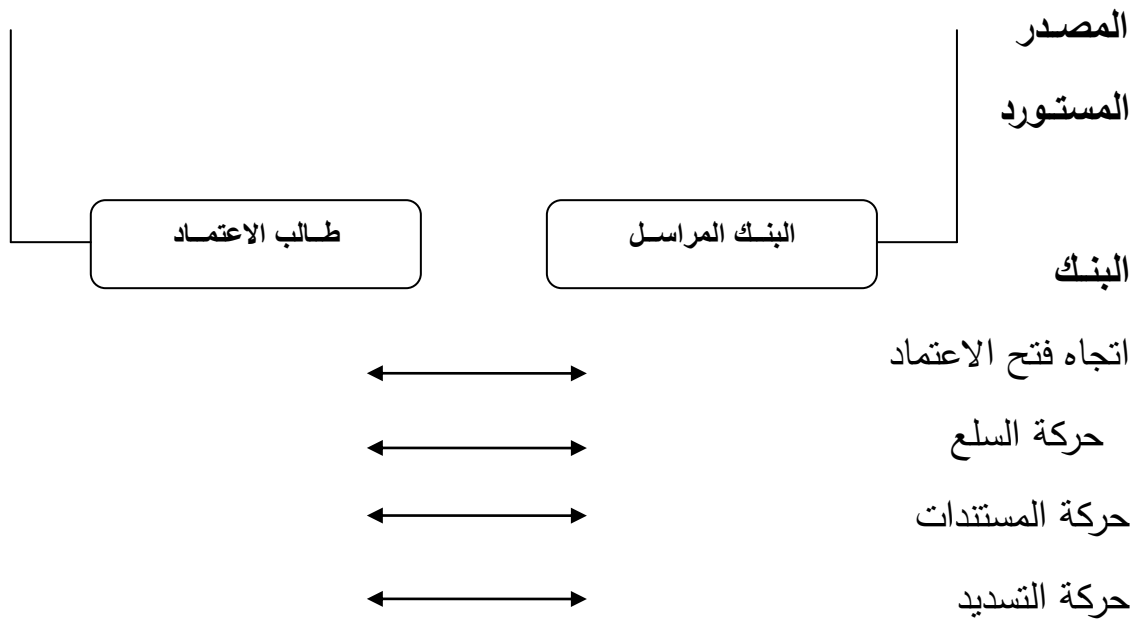 المصدر
المستورد
البنك المراسل
طالب الاعتماد
البنك
اتجاه فتح الاعتماد
حركة السلع
حركة المستندات
حركة التسديد